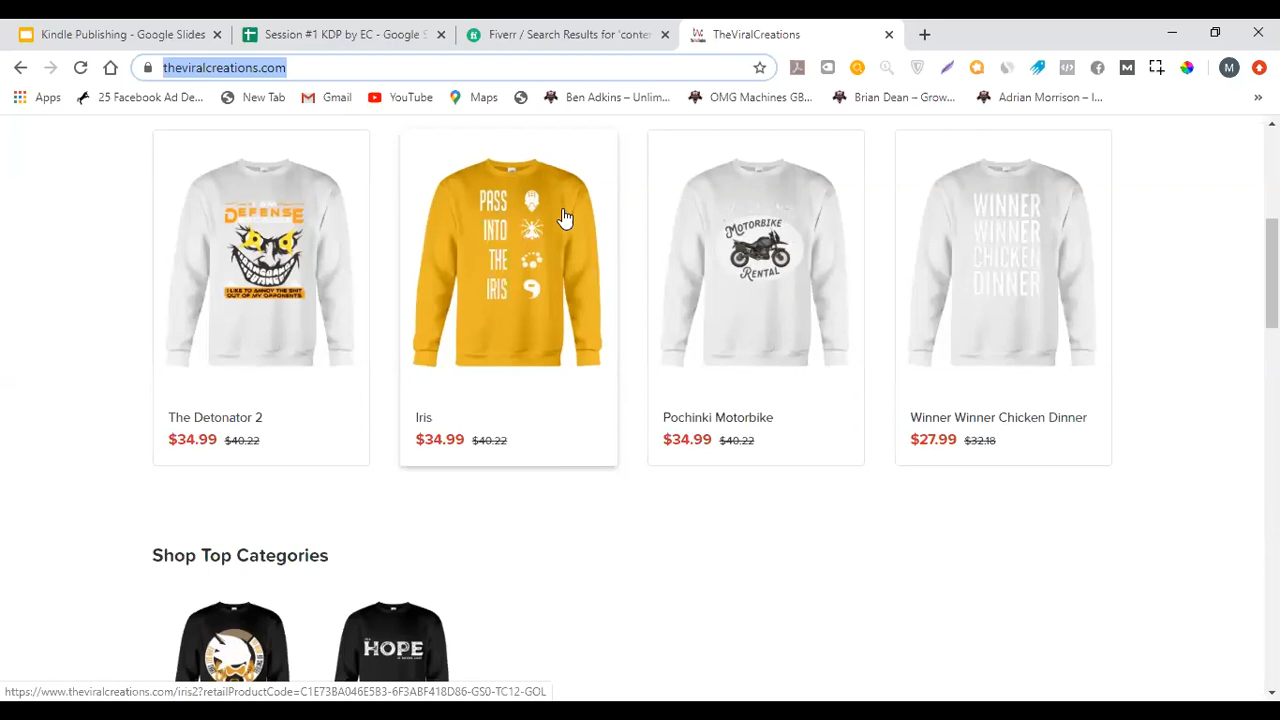 Kindle Publishing - Google Slides
Session #1 KDP by EC - Google S
Fiverr / Search Results for 'conter
TheViralCreations
theviralcreations.com
M
Apps
25 Facebook Ad De...
New Tab
Gmail
YouTube
Maps
Ben Adkins – Unlim...
OMG Machines GB...
Brian Dean – Grow...
Adrian Morrison – I...
»
I AM
DEFENSE
I LIKE TO ANNOY THE SHIT
OUT OF MY OPPONENTS.
PASS
INTO
THE
IRIS
MOTORBIKE
RENTAL
WINNER
WINNER
CHICKEN
DINNER
The Detonator 2
$34.99 $40.22
Iris
$34.99 $40.22
Pochinki Motorbike
$34.99 $40.22
Winner Winner Chicken Dinner
$27.99 $32.18
Shop Top Categories
HOPE
https://www.theviralcreations.com/iris2?retailProductCode=C1E73BA046E5B3-6F3ABF418D86-GS0-TC12-GOL